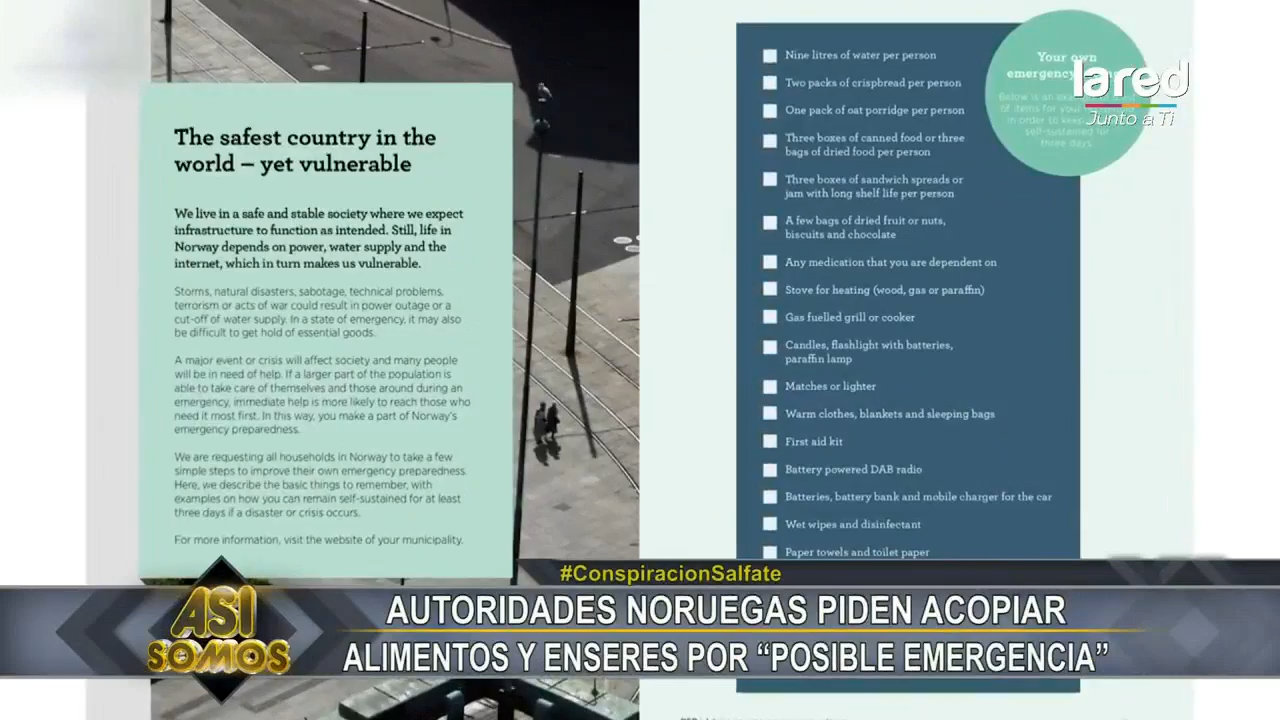 The safest country in the
world – yet vulnerable
We live in a safe and stable society where we expect
infrastructure to function as intended. Still, life in
Norway depends on power, water supply and the
internet, which in turn makes us vulnerable.
Storms, natural disasters, sabotage, technical problems,
terrorism or acts of war could result in power outage or a
cut-off of water supply. In a state of emergency, it may also
be difficult to get hold of essential goods.
A major event or crisis will affect society and many people
will be in need of help. If a larger part of the population is
able to take care of themselves and those around during an
emergency, immediate help is more likely to reach those who
need it most first. In this way, you make a part of Norway's
emergency preparedness.
We are requesting all households in Norway to take a few
simple steps to improve their own emergency preparedness.
Here, we describe the basic things to remember, with
examples on how you can remain self-sustained for at least
three days if a disaster or crisis occurs.
For more information, visit the website of your municipality.
Nine litres of water per person
Two packs of crispbread per person
One pack of oat porridge per person
Three boxes of canned food or three
bags of dried food per person
Three boxes of sandwich spreads or
jam with long shelf life per person
A few bags of dried fruit or nuts,
biscuits and chocolate
Any medication that you are dependent on
Stove for heating (wood, gas or paraffin)
Gas fuelled grill or cooker
Candles, flashlight with batteries,
paraffin lamp
Matches or lighter
Warm clothes, blankets and sleeping bags
First aid kit
Battery powered DAB radio
Batteries, battery bank and mobile charger for the car
Wet wipes and disinfectant
Paper towels and toilet paper
Your own
emergency
Below is an
of items for your
in order to
self-sustained for
three days
lared
Junto a Ti
#ConspiracionSalfate
ASI
SOMOS
AUTORIDADES NORUEGAS PIDEN ACOPIAR
ALIMENTOS Y ENSERES POR “POSIBLE EMERGENCIA”